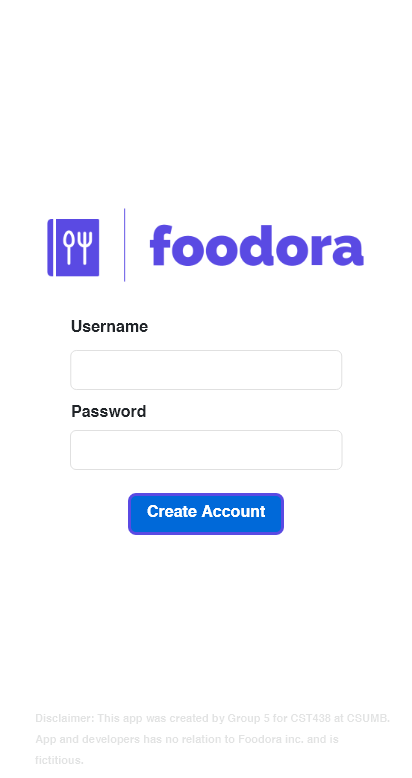 foodora
Username
Password
Create Account
Disclaimer: This app was created by Group 5 for CST438 at CSUMB.
App and developers has no relation to Foodora inc. and is
fictitious.